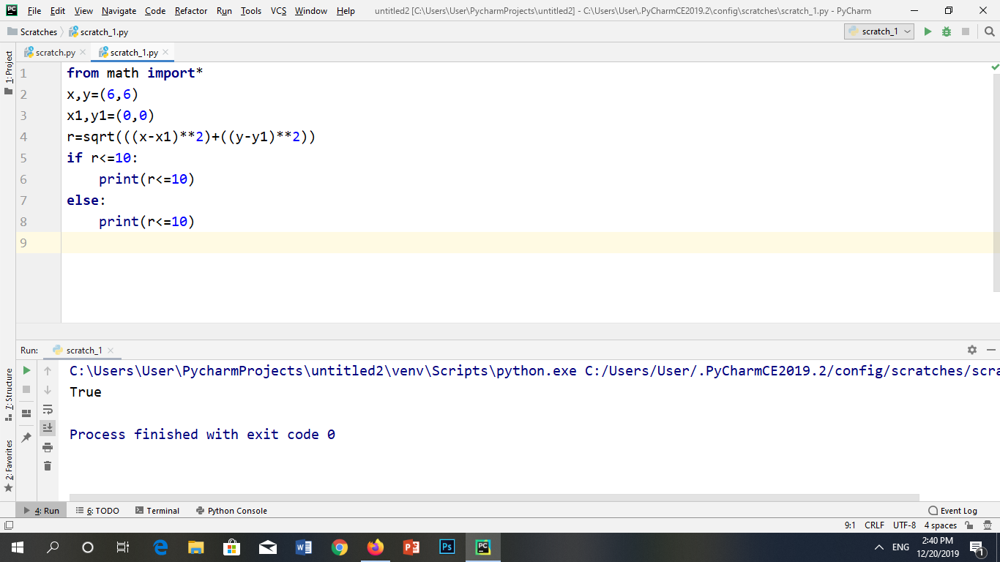 PC File Edit View Navigate Code Refactor Run Tools VCS Window Help untitled2 [C:\Users\User\PycharmProjects\untitled2] - C:\Users\User\.PyCharmCE2019.2\config\scratches\scratch_1.py - PyCharm
Scratches scratch_1.py scratch_1
scratch.py scratch_1.py
1: Project
1 from math import*
2 x,y=(6,6)
3 x1,y1=(0,0)
4 r=sqrt(((x-x1)**2)+((y-y1)**2))
5 if r<=10:
6     print(r<=10)
7 else:
8     print(r<=10)
9
Run: scratch_1
C:\Users\User\PycharmProjects\untitled2\venv\Scripts\python.exe C:/Users/User/.PyCharmCE2019.2/config/scratches/scra
True
Process finished with exit code 0
7: Structure
2: Favorites
4: Run 6: TODO Terminal Python Console Event Log
9:1 CRLF UTF-8 4 spaces
W P Ps PC ENG 2:40 PM
12/20/2019 1